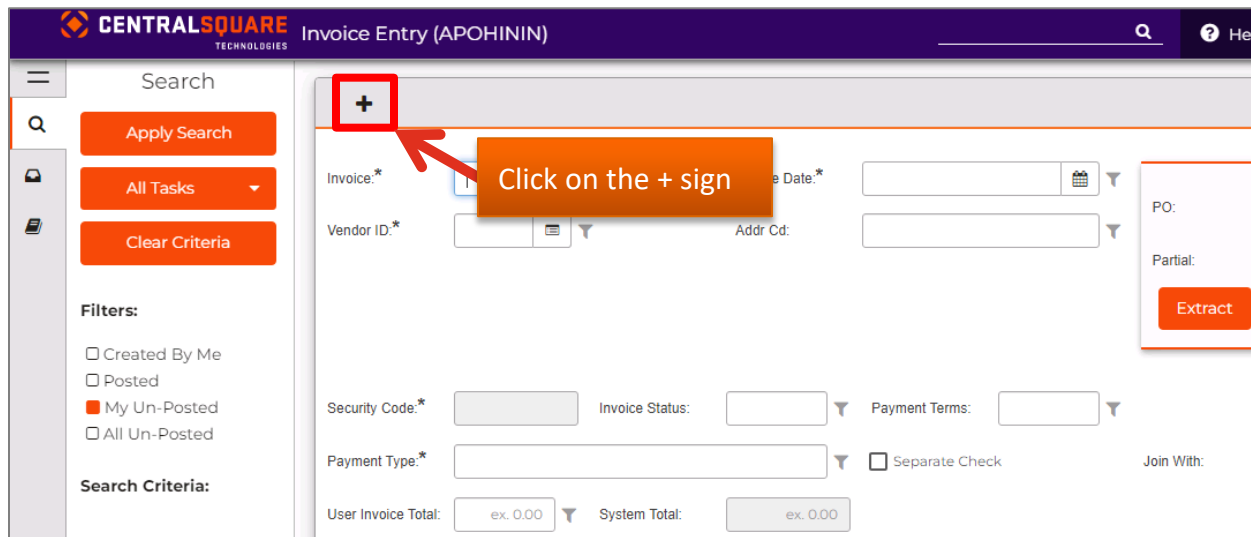 CENTRALSQUARE
TECHNOLOGIES
Invoice Entry (APOHININ)
? He
Search
Apply Search
All Tasks
Clear Criteria
Filters:
Created By Me
Posted
My Un-Posted
All Un-Posted
Search Criteria:
+
Click on the + sign
Invoice:*
e Date:*
Vendor ID:*
Addr Cd:
PO:
Partial:
Extract
Security Code:*
Invoice Status:
Payment Terms:
Payment Type:*
Separate Check
Join With:
User Invoice Total:
ex. 0.00
System Total:
ex. 0.00